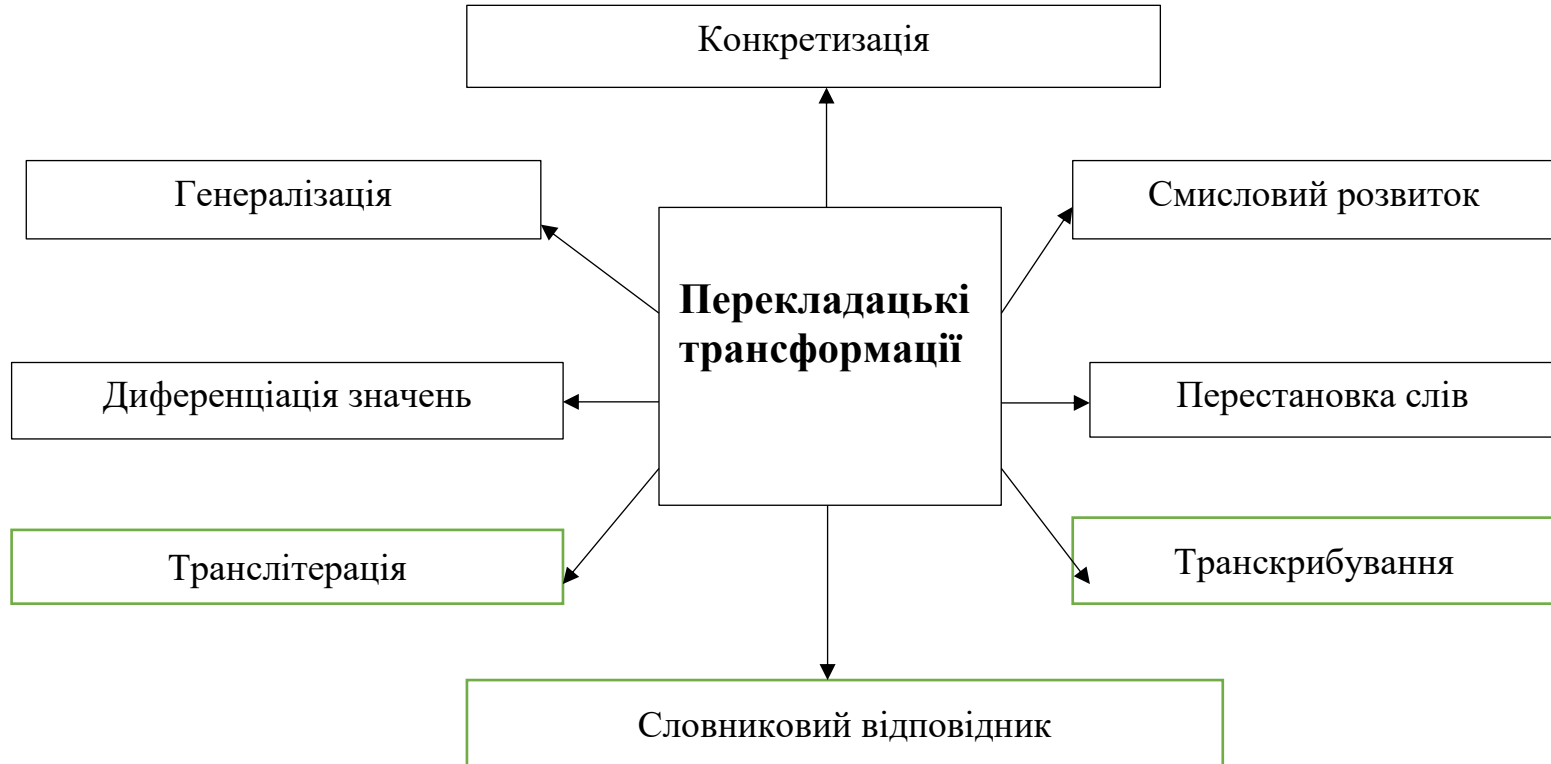 Конкретизація
Генералізація
Смисловий розвиток
Перекладацькі
трансформації
Диференціація значень
Перестановка слів
Транслітерація
Транскрибування
Словниковий відповідник